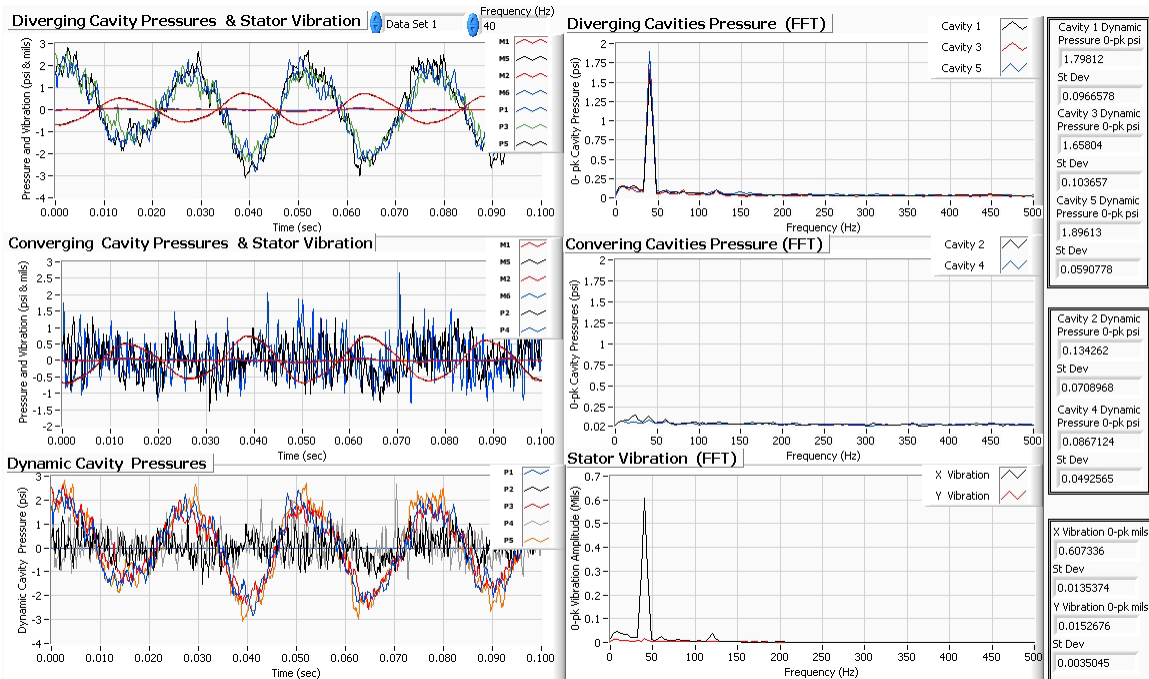 Diverging Cavity Pressures & Stator Vibration
Data Set 1
Frequency (Hz)
40
Pressure and Vibration (psi & mils)
3
2
1
0
-1
-2
-3
-4
0.000 0.010 0.020 0.030 0.040 0.050 0.060 0.070 0.080 0.090 0.100
Time (sec)
M1
M5
M2
M6
P1
P3
P5
Diverging Cavities Pressure (FFT)
Cavity 1
Cavity 3
Cavity 5
0- pk Cavity Pressure (psi)
2
1.75
1.5
1.25
1
0.75
0.5
0.25
0
0 50 100 150 200 250 300 350 400 450 500
Frequency (Hz)
Cavity 1 Dynamic
Pressure 0-pk psi
1.79812
St Dev
0.0966578
Cavity 3 Dynamic
Pressure 0-pk psi
1.65804
St Dev
0.103657
Cavity 5 Dynamic
Pressure 0-pk psi
1.89613
St Dev
0.0590778
Converging Cavity Pressures & Stator Vibration
Pressure and Vibration (psi & mils)
3
2.5
2
1.5
1
0.5
0
-0.5
-1
-1.5
-2
0.000 0.010 0.020 0.030 0.040 0.050 0.060 0.070 0.080 0.090 0.100
Time (sec)
M1
M5
M2
M6
P2
P4
Convering Cavities Pressure (FFT)
Cavity 2
Cavity 4
0-pk Cavity Pressures (psi)
2
1.75
1.5
1.25
1
0.75
0.5
0.25
0.02
0 50 100 150 200 250 300 350 400 450 500
Frequency (Hz)
Cavity 2 Dynamic
Pressure 0-pk psi
0.134262
St Dev
0.0708968
Cavity 4 Dynamic
Pressure 0-pk psi
0.0867124
St Dev
0.0492565
Dynamic Cavity Pressures
Dynamic Cavity Pressure (psi)
3
2
1
0
-1
-2
-3
-4
0.000 0.010 0.020 0.030 0.040 0.050 0.060 0.070 0.080 0.090 0.100
Time (sec)
P1
P2
P3
P4
P5
Stator Vibration (FFT)
X Vibration
Y Vibration
0-pk Vibration Amplitude (Mils)
0.7
0.6
0.5
0.4
0.3
0.2
0.1
0
0 50 100 150 200 250 300 350 400 450 500
Frequency (Hz)
X Vibration 0-pk mils
0.607336
St Dev
0.0135374
Y Vibration 0-pk mils
0.0152676
St Dev
0.0035045